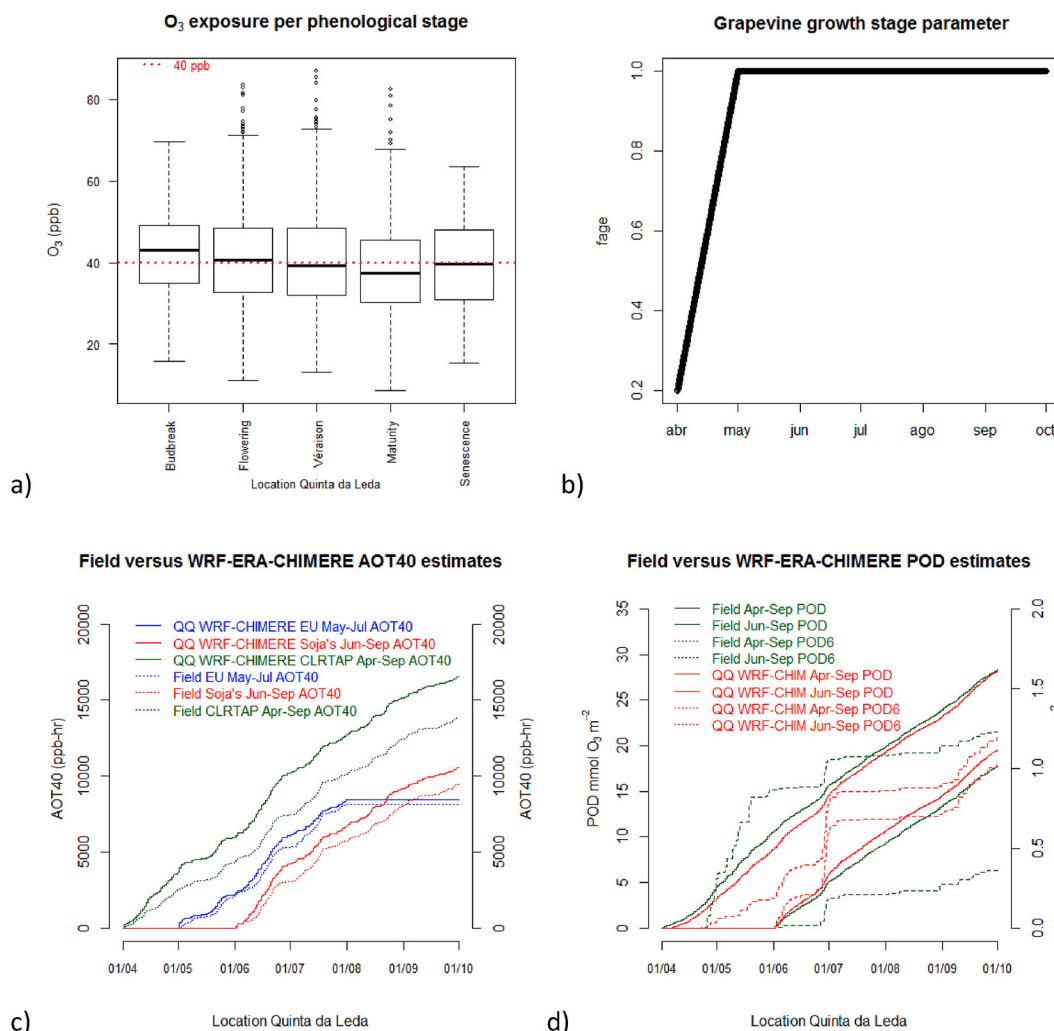 O3 exposure per phenological stage
40 ppb
O3 (ppb)
80
60
40
20
Budbreak
Flowering
Véraison
Maturity
Senescence
Location Quinta da Leda
a)
Grapevine growth stage parameter
fage
1.0
0.8
0.6
0.4
0.2
abr may jun jul ago sep oct
b)
Field versus WRF-ERA-CHIMERE AOT40 estimates
QQ WRF-CHIMERE EU May-Jul AOT40
QQ WRF-CHIMERE Soja's Jun-Sep AOT40
QQ WRF-CHIMERE CLRTAP Apr-Sep AOT40
Field EU May-Jul AOT40
Field Soja's Jun-Sep AOT40
Field CLRTAP Apr-Sep AOT40
AOT40 (ppb-hr)
20000
15000
10000
5000
0
AOT40 (ppb-hr)
20000
15000
10000
5000
0
01/04 01/05 01/06 01/07 01/08 01/09 01/10
Location Quinta da Leda
c)
Field versus WRF-ERA-CHIMERE POD estimates
Field Apr-Sep POD
Field Jun-Sep POD
Field Apr-Sep POD6
Field Jun-Sep POD6
QQ WRF-CHIM Apr-Sep POD
QQ WRF-CHIM Jun-Sep POD
QQ WRF-CHIM Apr-Sep POD6
QQ WRF-CHIM Jun-Sep POD6
POD mmol O3 m−2
35
30
25
20
15
10
5
0
2.0
1.0
0.5
0.0
01/04 01/05 01/06 01/07 01/08 01/09 01/10
Location Quinta da Leda
d)